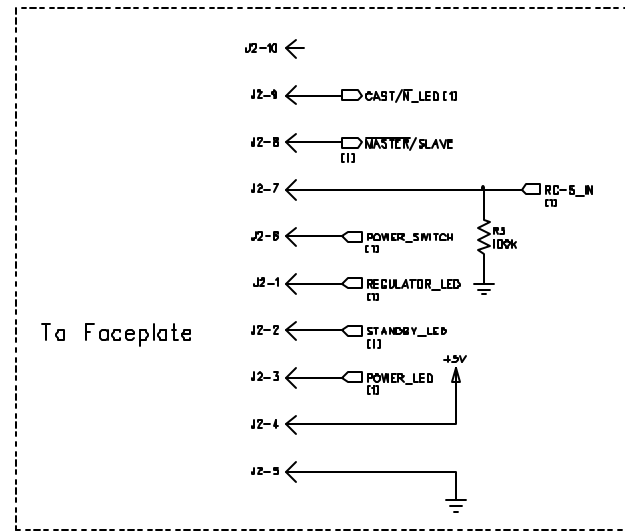 J2-10
J2-9 CAST/N_LED [1]
J2-8 MASTER/SLAVE
[1]
J2-7 RC-5_IN
[1]
R3
100k
J2-6 POWER_SWITCH
[1]
J2-1 REGULATOR_LED
[1]
To Faceplate
J2-2 STANDBY_LED
[1]
+5V
J2-3 POWER_LED
[1]
J2-4
J2-5